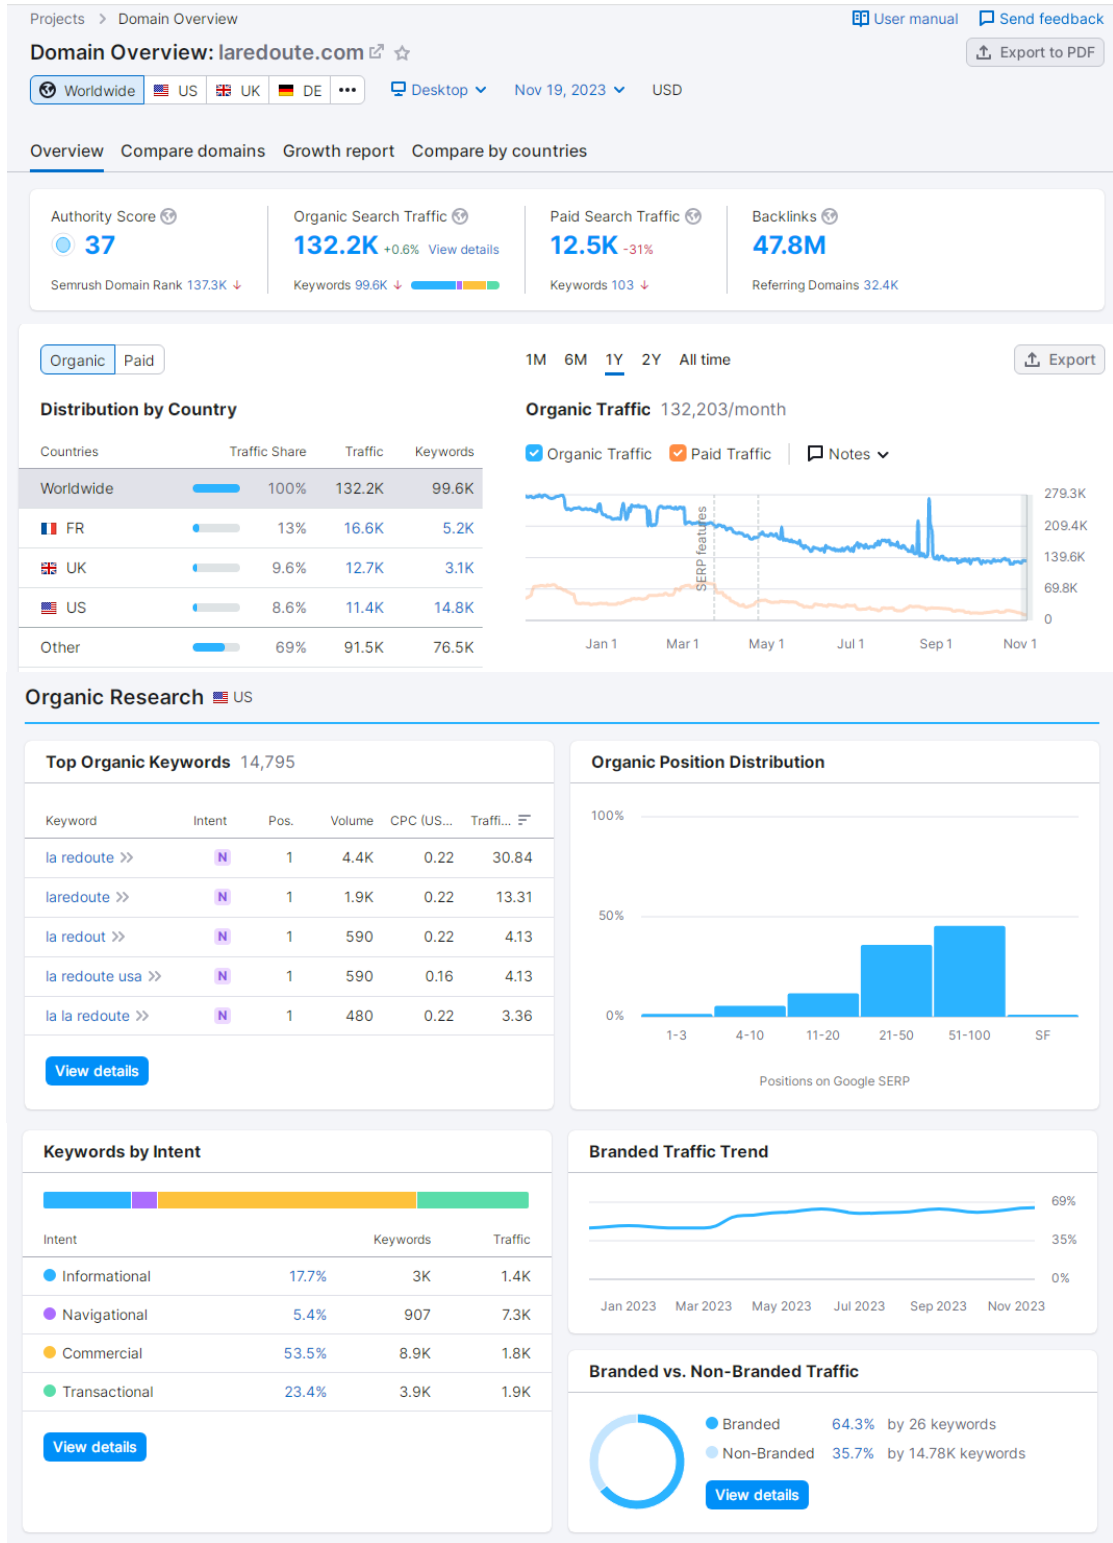 Projects > Domain Overview
User manual
Send feedback
Domain Overview: laredoute.com
Export to PDF
Worldwide US UK DE •••
Desktop
Nov 19, 2023
USD
Overview Compare domains Growth report Compare by countries
Authority Score
37
Semrush Domain Rank 137.3K ↓
Organic Search Traffic
132.2K +0.6% View details
Keywords 99.6K ↓
Paid Search Traffic
12.5K -31%
Keywords 103 ↓
Backlinks
47.8M
Referring Domains 32.4K
Organic Paid
Distribution by Country
Countries Traffic Share Traffic Keywords
Worldwide 100% 132.2K 99.6K
FR 13% 16.6K 5.2K
UK 9.6% 12.7K 3.1K
US 8.6% 11.4K 14.8K
Other 69% 91.5K 76.5K
1M 6M 1Y 2Y All time
Export
Organic Traffic 132,203/month
Organic Traffic Paid Traffic Notes
279.3K
209.4K
139.6K
69.8K
0
SERP features
Jan 1 Mar 1 May 1 Jul 1 Sep 1 Nov 1
Organic Research US
Top Organic Keywords 14,795
Keyword Intent Pos. Volume CPC (US... Traffi...
la redoute N 1 4.4K 0.22 30.84
laredoute N 1 1.9K 0.22 13.31
la redout N 1 590 0.22 4.13
la redoute usa N 1 590 0.16 4.13
la la redoute N 1 480 0.22 3.36
View details
Organic Position Distribution
100%
50%
0%
1-3 4-10 11-20 21-50 51-100 SF
Positions on Google SERP
Keywords by Intent
Intent Keywords Traffic
Informational 17.7% 3K 1.4K
Navigational 5.4% 907 7.3K
Commercial 53.5% 8.9K 1.8K
Transactional 23.4% 3.9K 1.9K
View details
Branded Traffic Trend
69%
35%
0%
Jan 2023 Mar 2023 May 2023 Jul 2023 Sep 2023 Nov 2023
Branded vs. Non-Branded Traffic
Branded 64.3% by 26 keywords
Non-Branded 35.7% by 14.78K keywords
View details